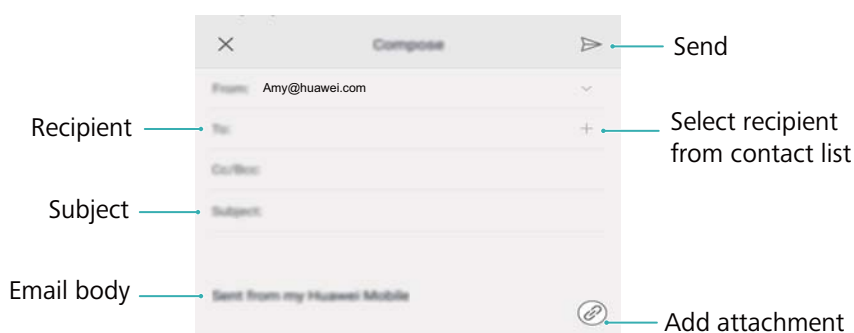 Compose
Send
From: Amy@huawei.com
Recipient
To:
Select recipient
from contact list
Cc/Bcc:
Subject
Subject:
Email body
Sent from my Huawei Mobile
Add attachment